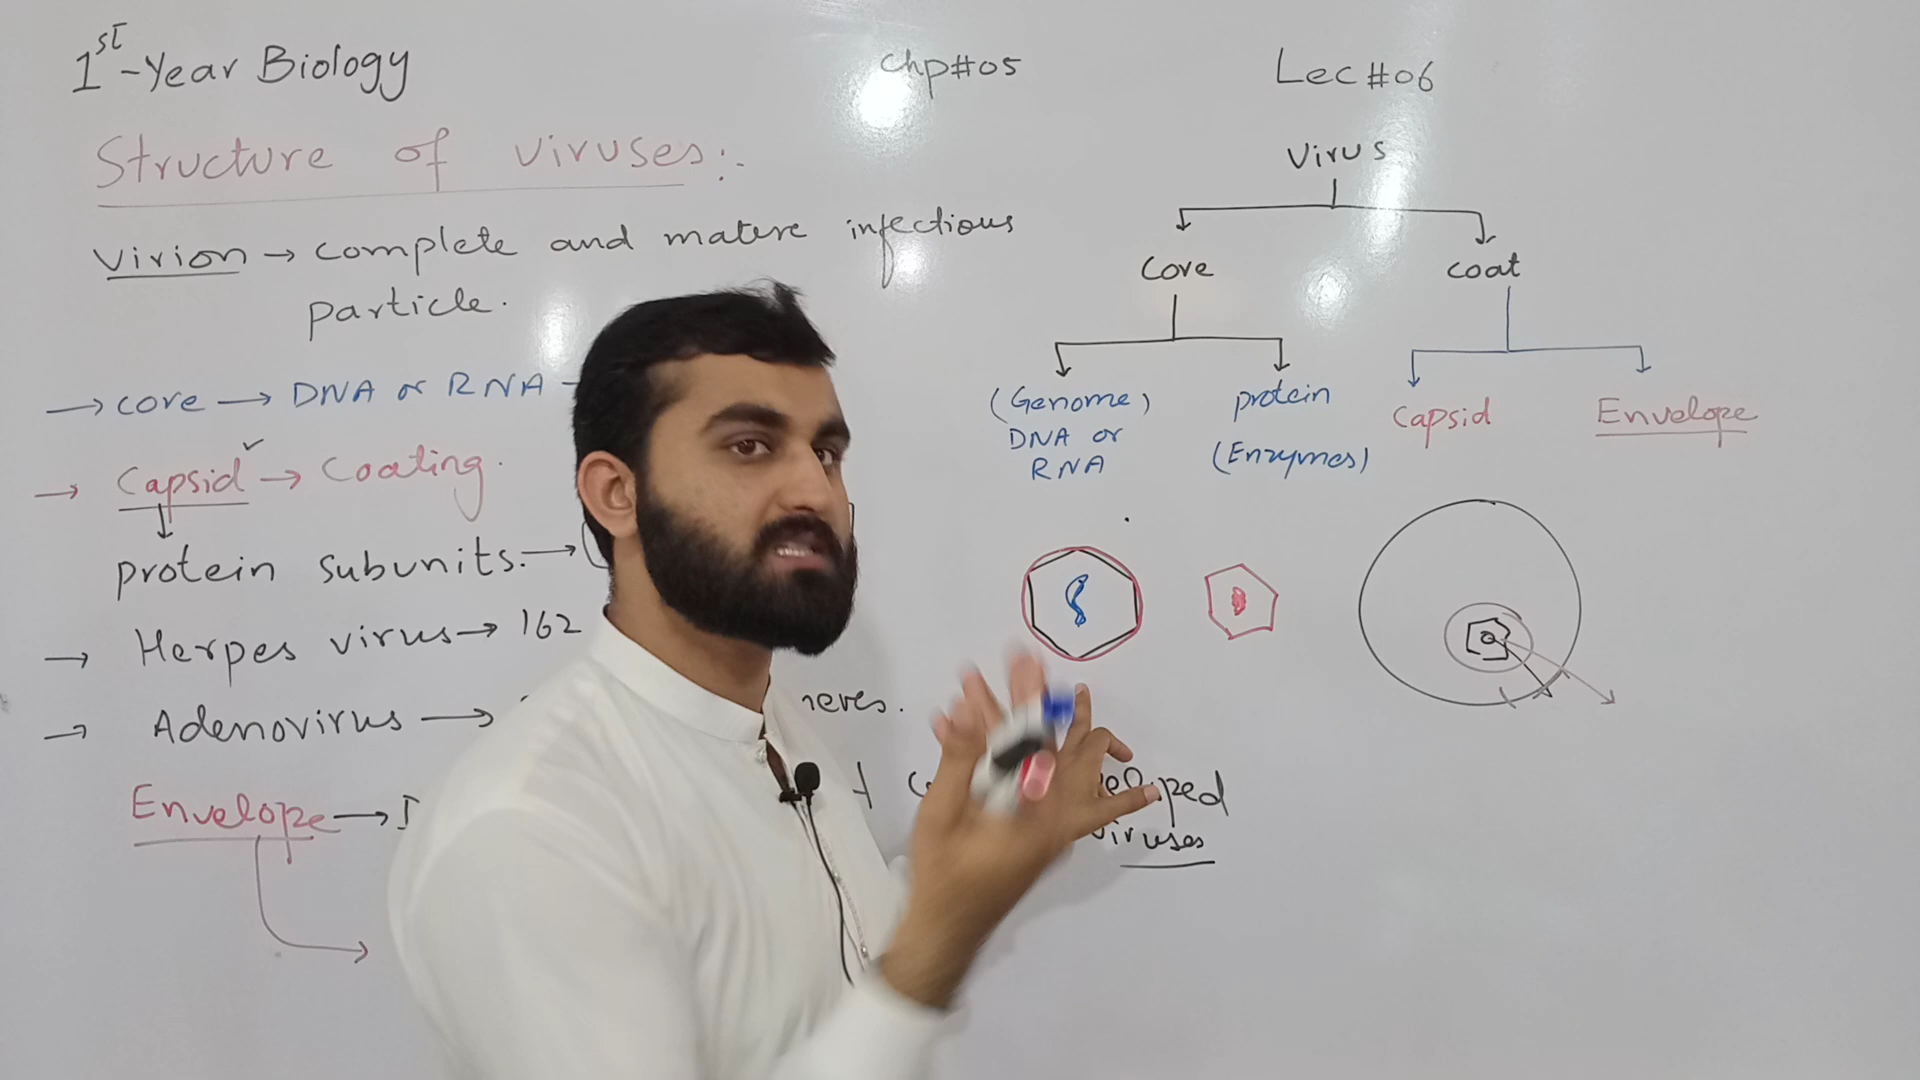 1st-Year Biology
Chp#05
Lec#06
Structure of viruses:-
Virion → complete and mature infectious
particle.
→ core → DNA or RNA -
→ Capsid ✓ → Coating.
protein subunits. →
→ Herpes virus → 162
→ Adenovirus →
Envelope →
viruses
Virus
Core
coat
(Genome)
DNA or
RNA
protein
(Enzymes)
Capsid
Envelope